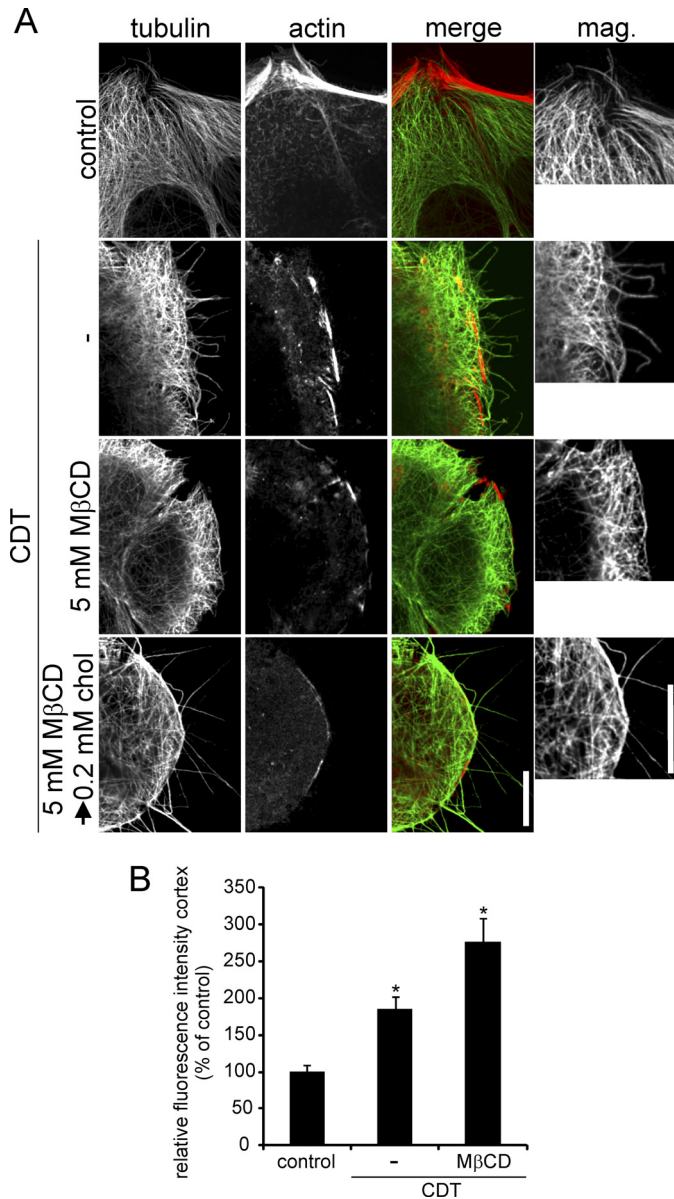 A
tubulin actin merge mag.
control
CDT
-
5 mM MβCD
5 mM MβCD
→0.2 mM chol
B
relative fluorescence intensity cortex
(% of control)
350
300
250
200
150
100
50
0
*
*
control – MβCD
CDT